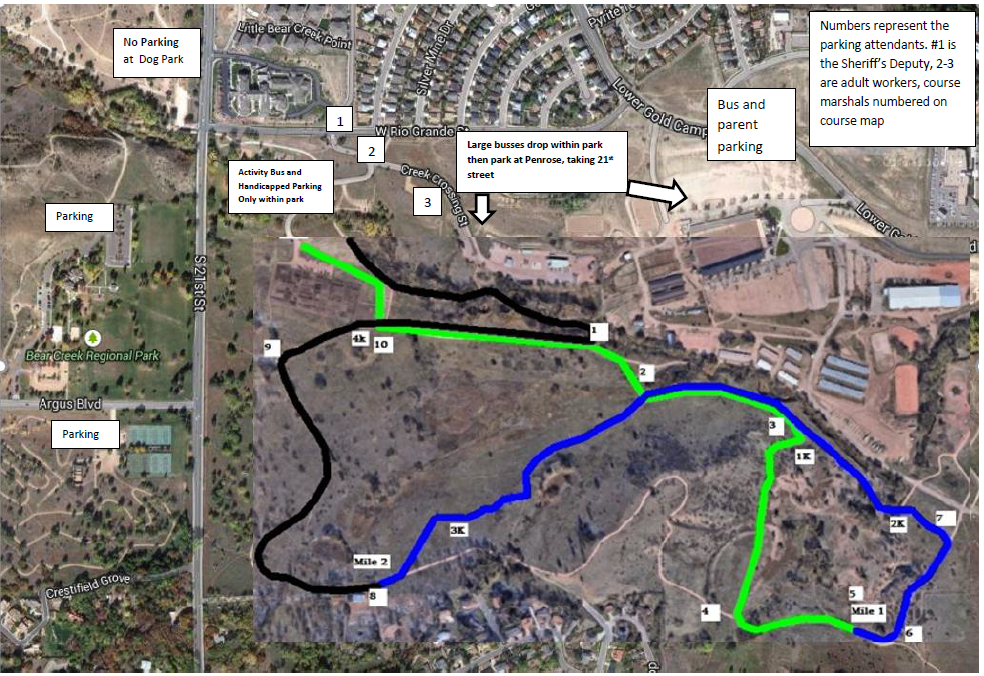 Little Bear Creek Point
Silver Mine Dr
Pyrite
No Parking
at Dog Park
Numbers represent the
parking attendants. #1 is
the Sheriff's Deputy, 2-3
are adult workers, course
marshals numbered on
course map
Lower Gold Camp
Bus and
parent
parking
1
W Rio Grande St
2
Large busses drop within park
then park at Penrose, taking 21st
street
Activity Bus and
Handicapped Parking
Only within park
Creek Crossing St
3
Parking
Lower Go
d
S 21st St
1
4k
10
9
Bear Creek Regional Park
2
Argus Blvd
Parking
3
1K
3K
2K
7
Mile 2
8
Crestifield Grove
5
Mile 1
4
6